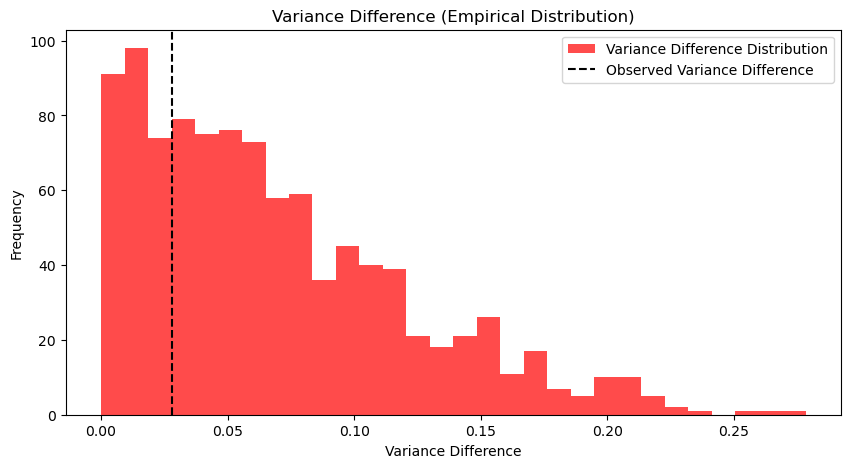 Variance Difference (Empirical Distribution)
Variance Difference Distribution
Observed Variance Difference
Frequency
100
80
60
40
20
0
0.00 0.05 0.10 0.15 0.20 0.25
Variance Difference